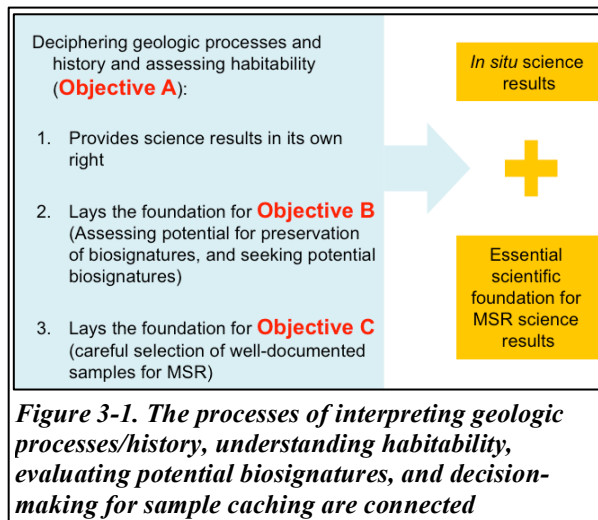 Deciphering geologic processes and
history and assessing habitability
(Objective A):
1. Provides science results in its own
right
2. Lays the foundation for Objective B
(Assessing potential for preservation
of biosignatures, and seeking potential
biosignatures)
3. Lays the foundation for Objective C
(careful selection of well-documented
samples for MSR)
In situ science
results
Essential
scientific
foundation for
MSR science
results
Figure 3-1. The processes of interpreting geologic
processes/history, understanding habitability,
evaluating potential biosignatures, and decision-
making for sample caching are connected